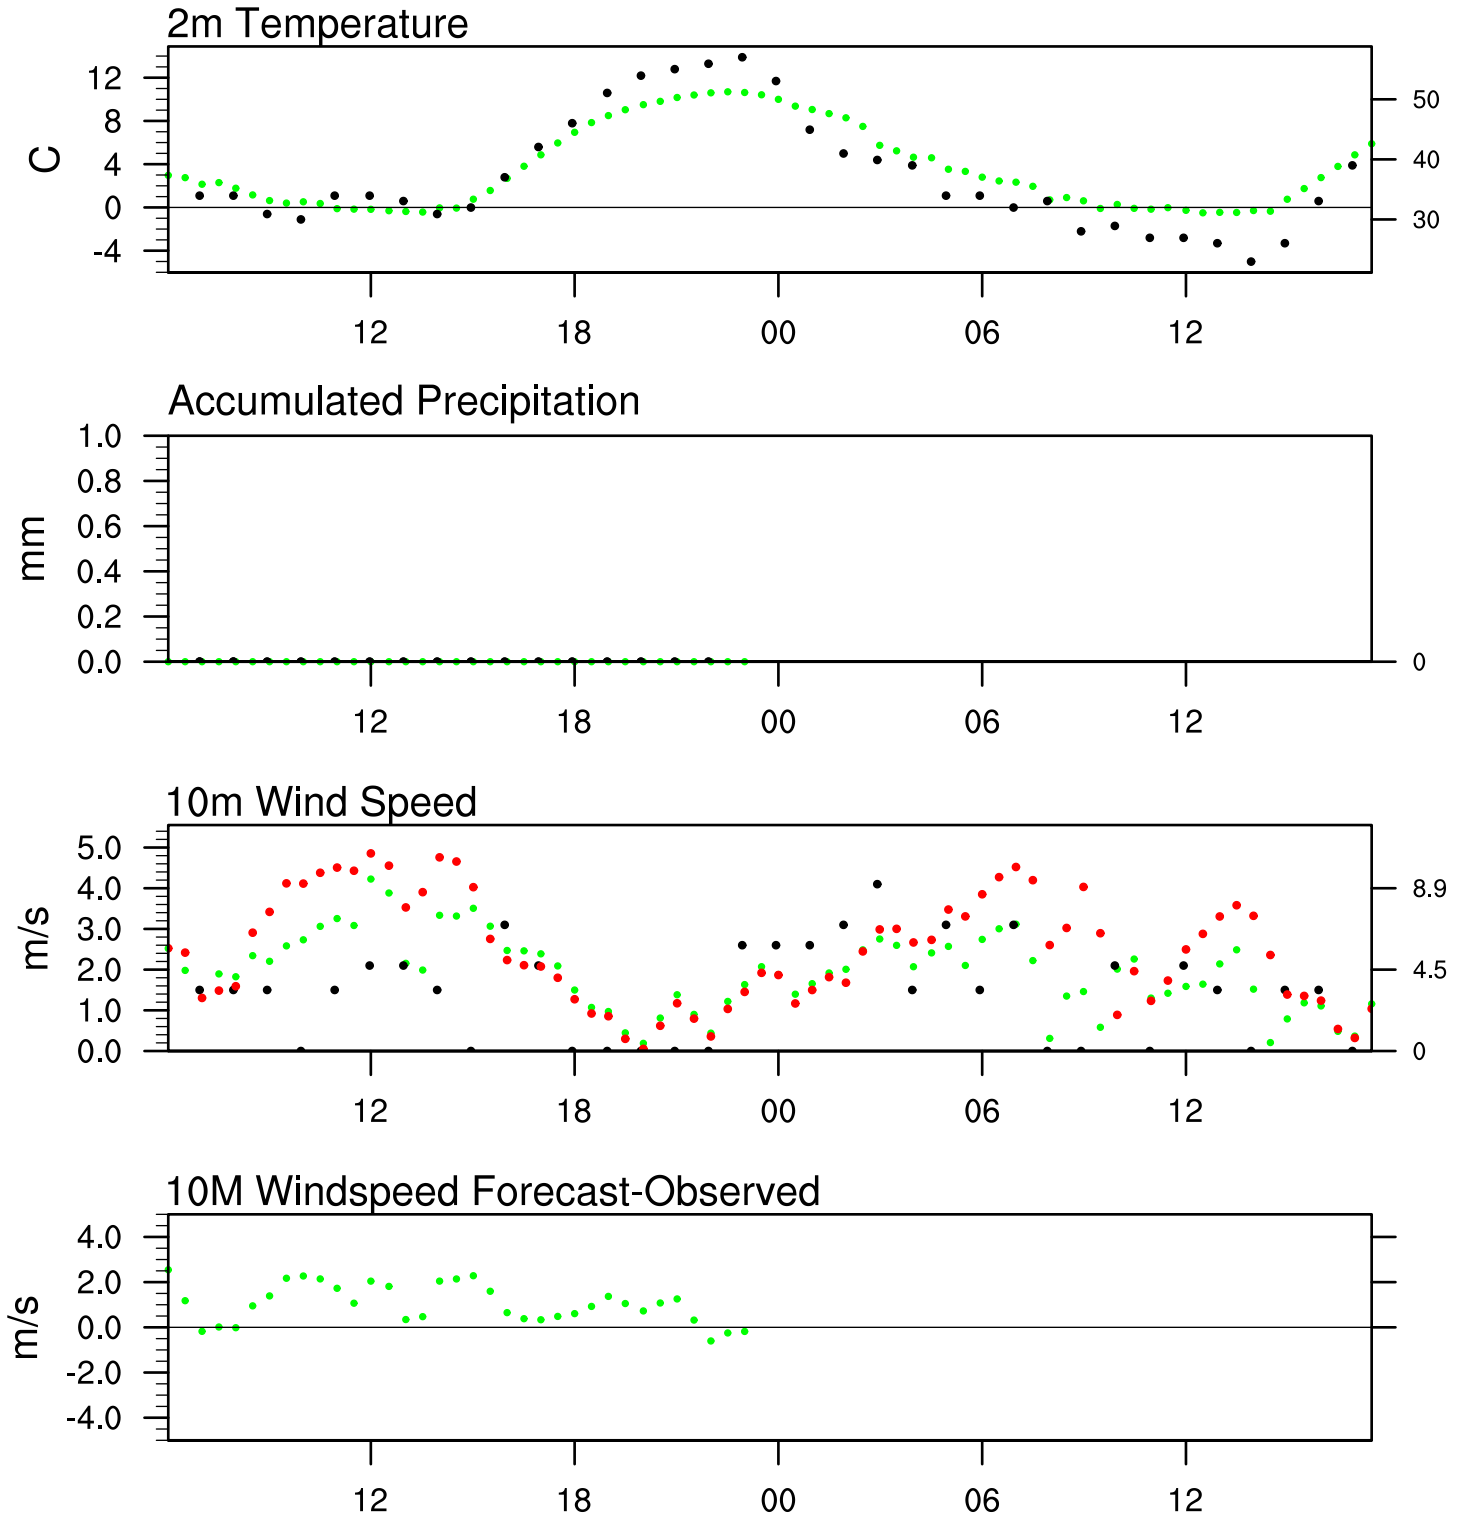 2m Temperature
12
8
4
0
-4
C
50
40
30
12 18 00 06 12
Accumulated Precipitation
1.0
0.8
0.6
0.4
0.2
0.0
mm
0
12 18 00 06 12
10m Wind Speed
5.0
4.0
3.0
2.0
1.0
0.0
m/s
8.9
4.5
0
12 18 00 06 12
10M Windspeed Forecast-Observed
4.0
2.0
0.0
-2.0
-4.0
m/s
12 18 00 06 12